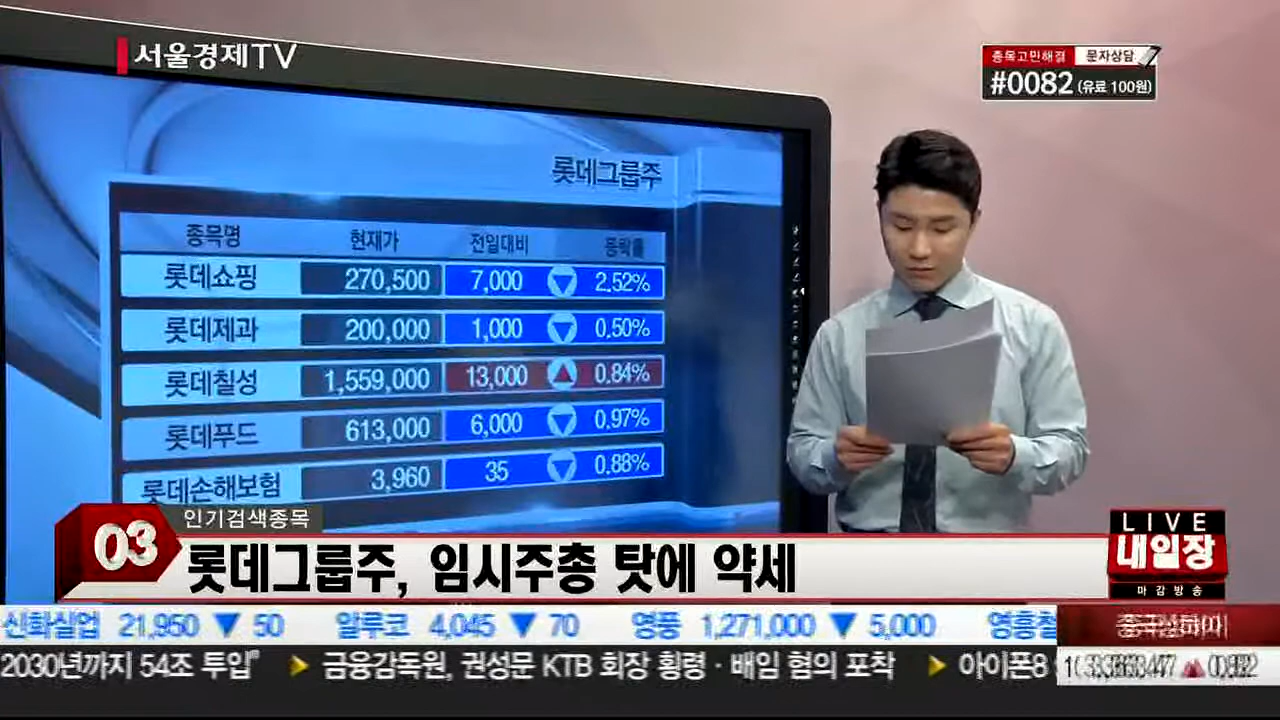 서울경제TV
종목고민해결 문자상담
#0082 (유료 100원)
롯데그룹주
종목명 현재가 전일대비 등락률
롯데쇼핑 270,500 7,000 ▼ 2.52%
롯데제과 200,000 1,000 ▼ 0.50%
롯데칠성 1,559,000 13,000 ▲ 0.84%
롯데푸드 613,000 6,000 ▼ 0.97%
롯데손해보험 3,960 35 ▼ 0.88%
03 인기검색종목
롯데그룹주, 임시주총 탓에 약세
LIVE
내일장
마감방송
신화실업 21,950 ▼ 50 일루코 4,045 ▼ 70 영풍 1,271,000 ▼ 5,000 영흥철
2030년까지 54조 투입" 금융감독원, 권성문 KTB 회장 횡령·배임 혐의 포착 아이폰8